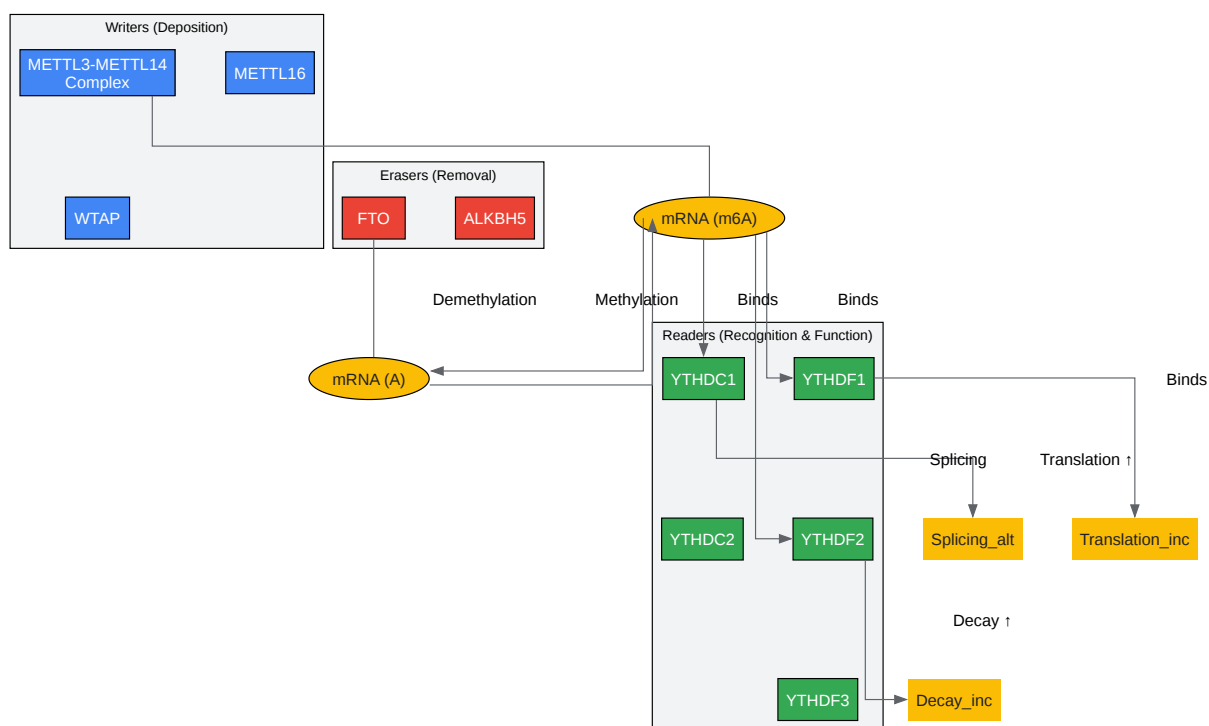 Writers (Deposition)
METTL3-METTL14
Complex
METTL16
WTAP
Erasers (Removal)
FTO
ALKBH5
mRNA (m6A)
Demethylation
Methylation
Binds
Binds
Readers (Recognition & Function)
mRNA (A)
YTHDC1
YTHDF1
Binds
Splicing
Translation ↑
YTHDC2
YTHDF2
Splicing_alt
Translation_inc
Decay ↑
YTHDF3
Decay_inc